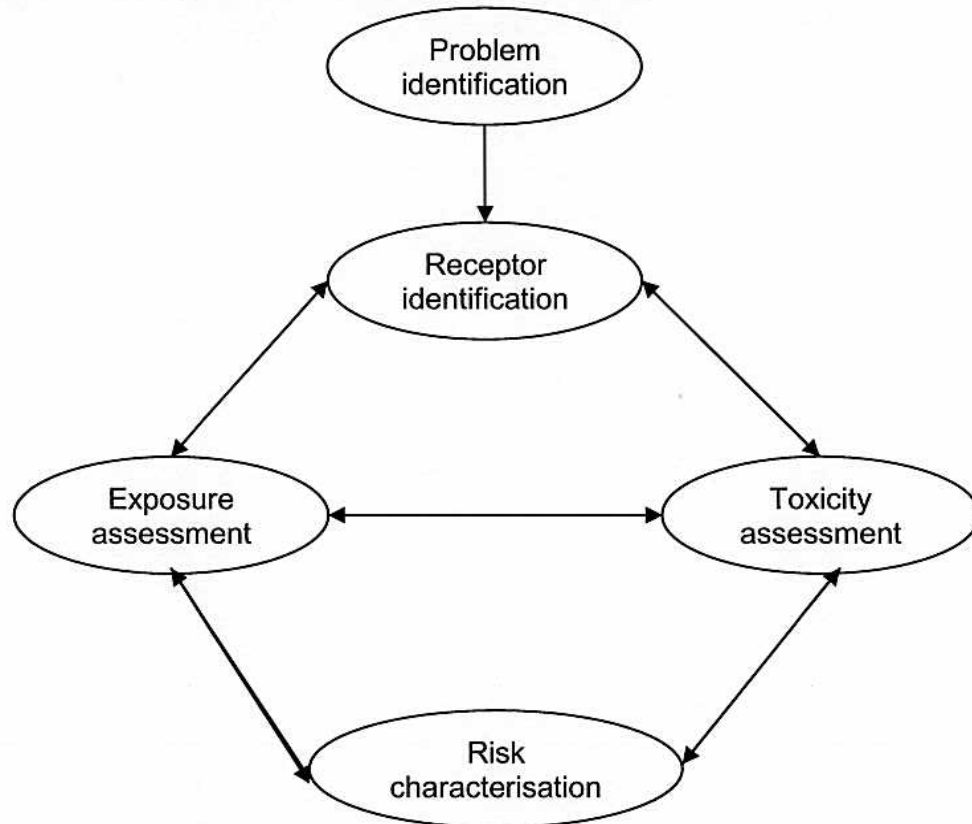 Problem
identification
Receptor
identification
Exposure
assessment
Toxicity
assessment
Risk
characterisation